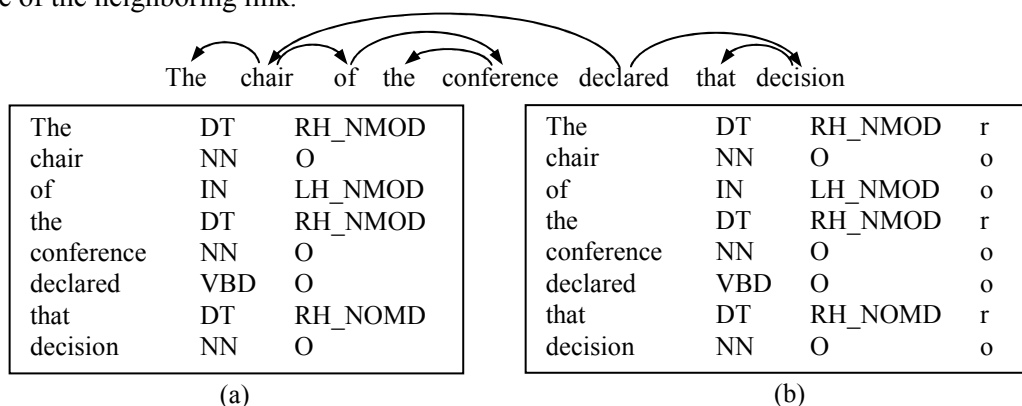 e of the neighboring link.
The chair of the conference declared that decision
The DT RH_NMOD
chair NN O
of IN LH_NMOD
the DT RH_NMOD
conference NN O
declared VBD O
that DT RH_NOMD
decision NN O
(a)
The DT RH_NMOD r
chair NN O o
of IN LH_NMOD o
the DT RH_NMOD r
conference NN O o
declared VBD O o
that DT RH_NOMD r
decision NN O o
(b)